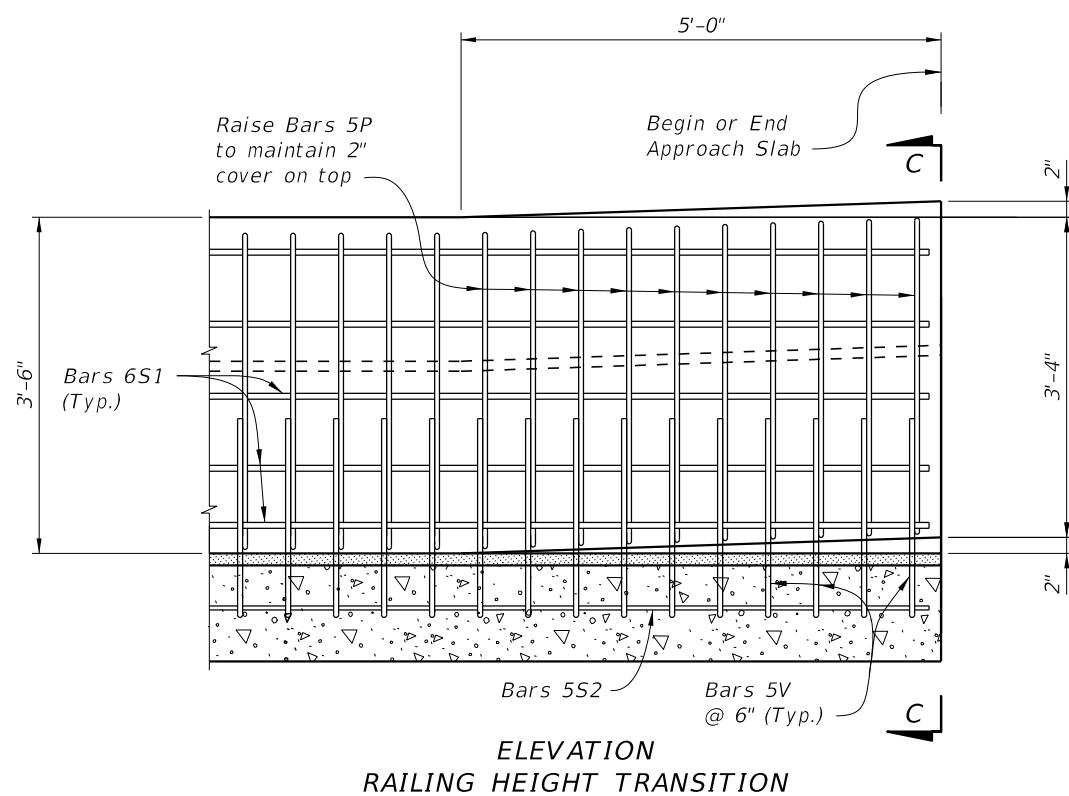 5'-0"
Raise Bars 5P
to maintain 2"
cover on top
Begin or End
Approach Slab
C
2"
3'-6"
3'-4"
Bars 6S1
(Typ.)
2"
Bars 5S2
Bars 5V
@ 6" (Typ.)
C
ELEVATION
RAILING HEIGHT TRANSITION